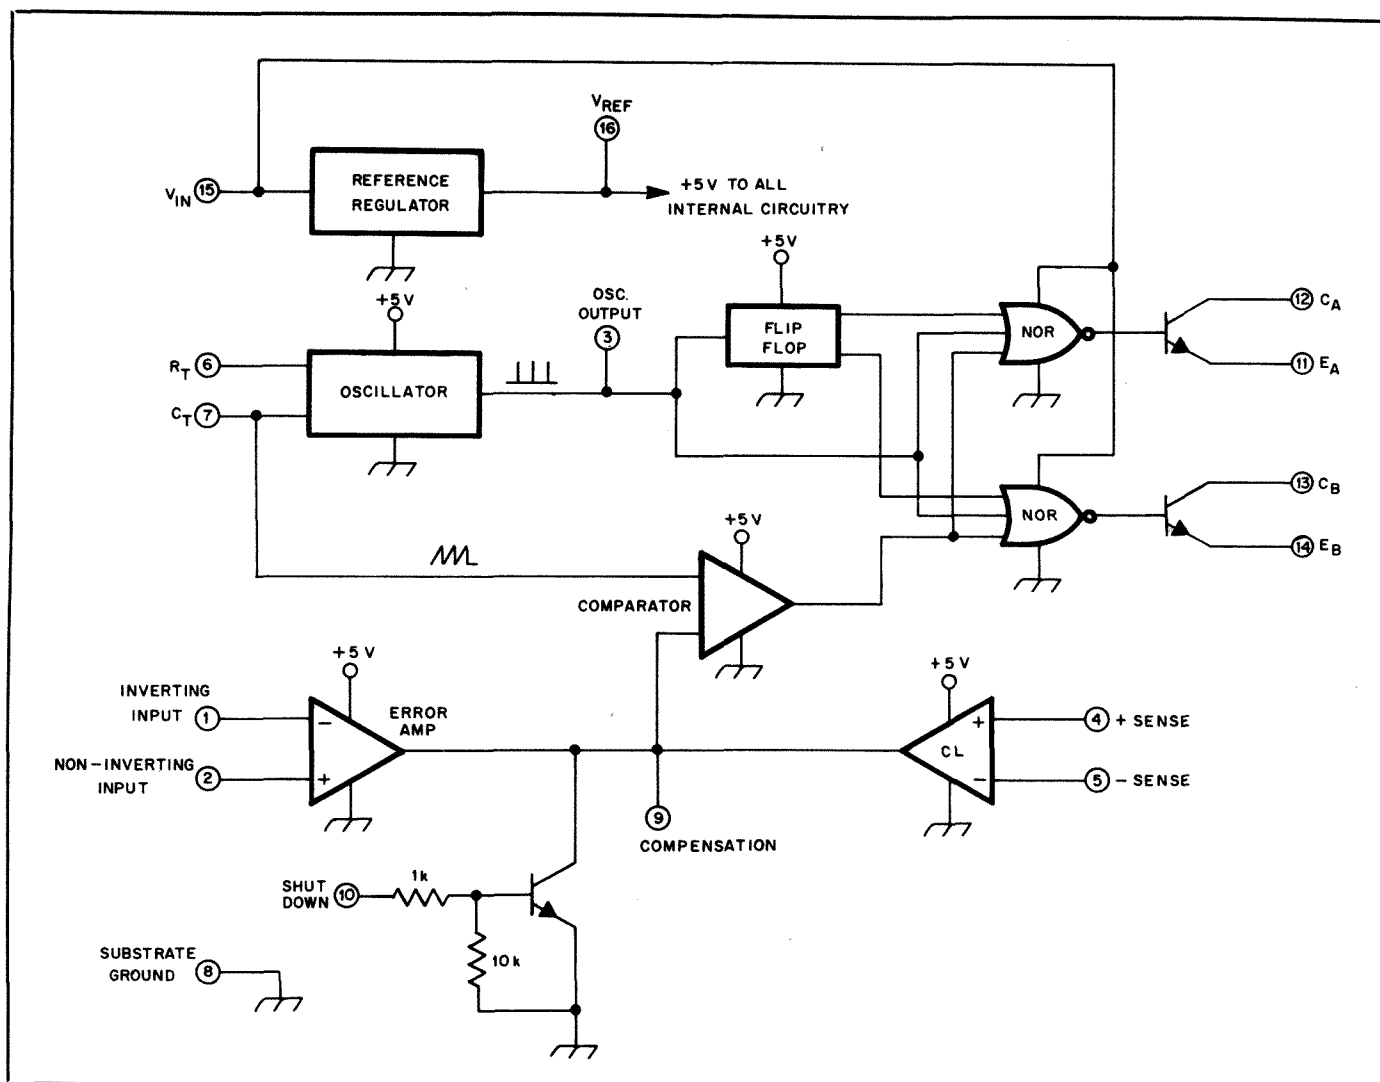 VREF
16
VIN 15
REFERENCE
REGULATOR
+5V TO ALL
INTERNAL CIRCUITRY
+5V
+5V
OSC.
OUTPUT
3
FLIP
FLOP
NOR
12 CA
11 EA
RT 6
OSCILLATOR
CT 7
13 CB
NOR
14 EB
+5V
COMPARATOR
+5V
+5V
INVERTING
INPUT 1
−
ERROR
AMP
+ 4 + SENSE
NON-INVERTING
INPUT 2
+
CL
− 5 - SENSE
9
COMPENSATION
SHUT
DOWN 10
1k
10k
SUBSTRATE
GROUND 8